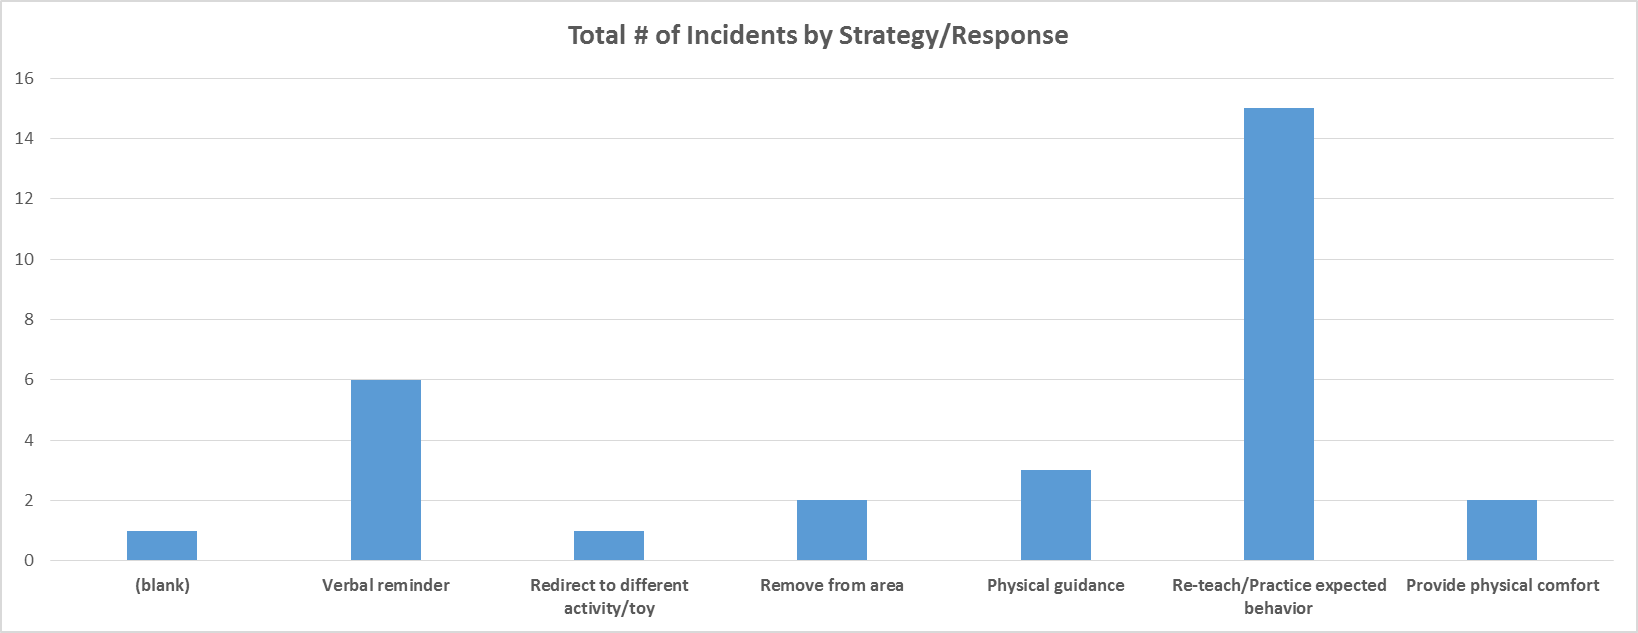 Total # of Incidents by Strategy/Response
16
14
12
10
8
6
4
2
0
(blank)
Verbal reminder
Redirect to different
activity/toy
Remove from area
Physical guidance
Re-teach/Practice expected
behavior
Provide physical comfort